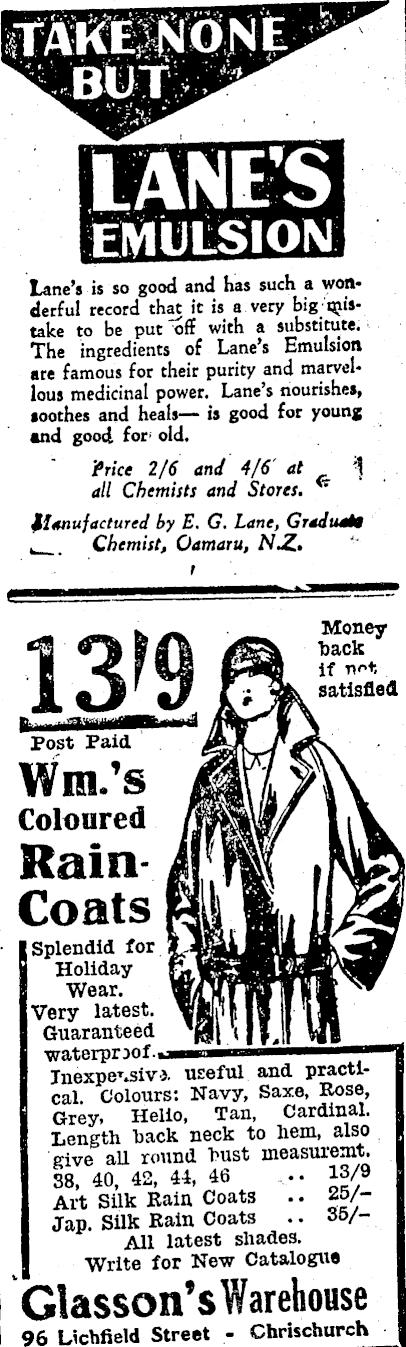 TAKE NONE
BUT
LANE'S
EMULSION
Lane's is so good and has such a won-
derful record that it is a very big mis-
take to be put off with a substitute.
The ingredients of Lane's Emulsion
are famous for their purity and marvel-
lous medicinal power. Lane's nourishes,
soothes and heals— is good for young
and good for old.
Price 2/6 and 4/6 at
all Chemists and Stores.
Manufactured by E. G. Lane, Graduate
Chemist, Oamaru, N.Z.
13/9
Post Paid
Money
back
if not
satisfied
Wm.'s
Coloured
Rain-
Coats
Splendid for
Holiday
Wear.
Very latest.
Guaranteed
waterproof.
Inexpensive, useful and practi-
cal. Colours: Navy, Saxe, Rose,
Grey, Helio, Tan, Cardinal.
Length back neck to hem, also
give all round bust measuremt.
38, 40, 42, 44, 46 .. 13/9
Art Silk Rain Coats .. 25/-
Jap. Silk Rain Coats .. 35/-
All latest shades.
Write for New Catalogue
Glasson's Warehouse
96 Lichfield Street - Chrischurch